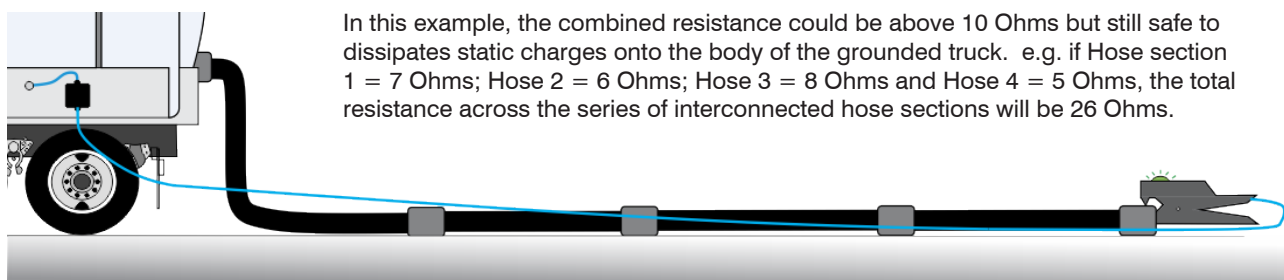 In this example, the combined resistance could be above 10 Ohms but still safe to
dissipates static charges onto the body of the grounded truck.  e.g. if Hose section
1 = 7 Ohms; Hose 2 = 6 Ohms; Hose 3 = 8 Ohms and Hose 4 = 5 Ohms, the total
resistance across the series of interconnected hose sections will be 26 Ohms.